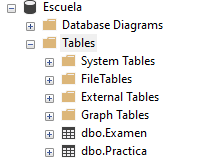 Escuela
Database Diagrams
Tables
System Tables
FileTables
External Tables
Graph Tables
dbo.Examen
dbo.Practica